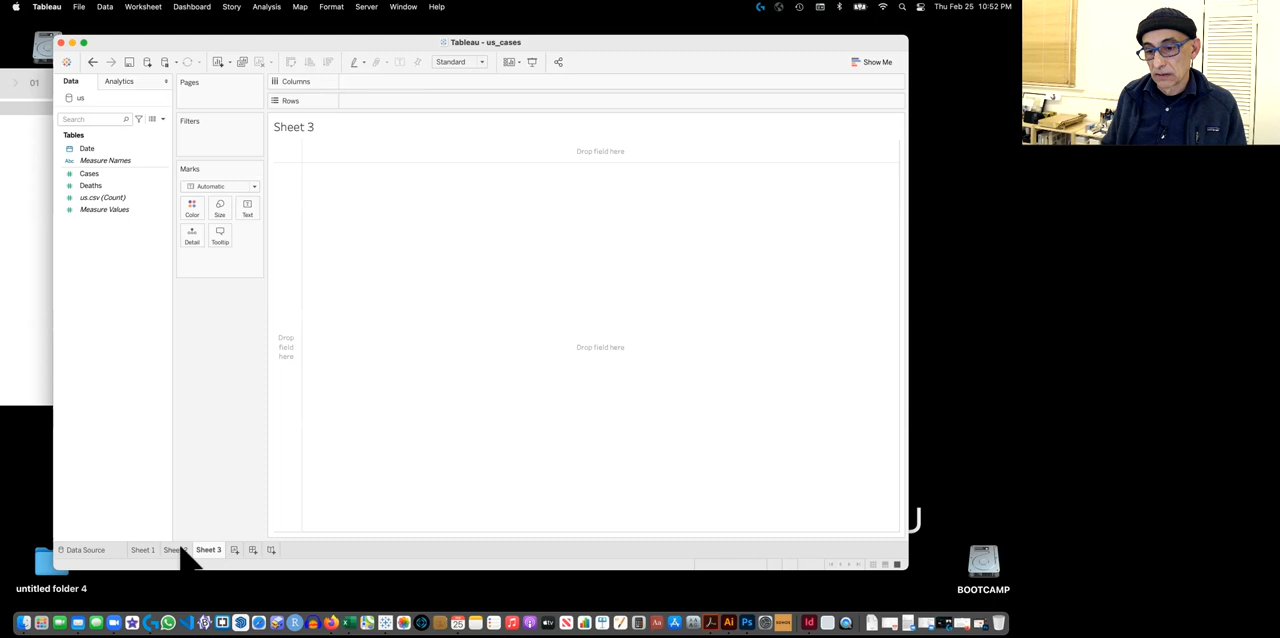 Tableau File Data Worksheet Dashboard Story Analysis Map Format Server Window Help Thu Feb 25 10:52 PM
Tableau - us_cases
Standard Show Me
Data Analytics Pages Columns
us Rows
Search Filters Sheet 3
Tables
Date Drop field here
Measure Names
Cases Marks
Deaths Automatic
us.csv (Count)
Measure Values Color Size Text
Detail Tooltip
Drop field here Drop field here
Data Source Sheet 1 Sheet 3
01
untitled folder 4 BOOTCAMP